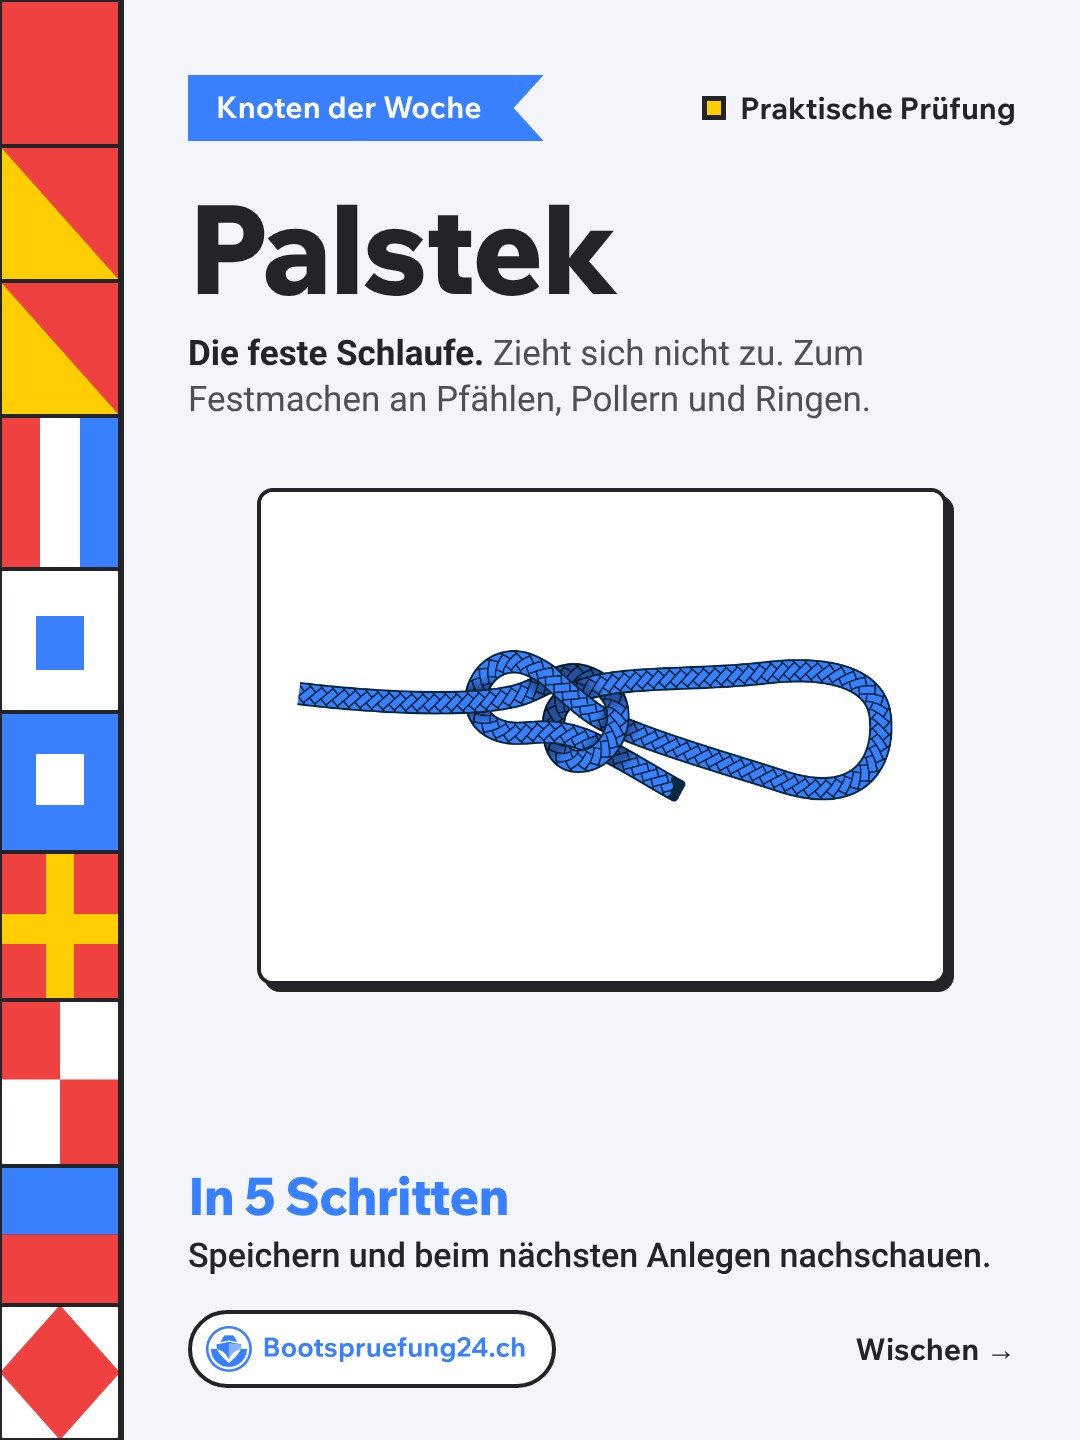 Knoten der Woche
Praktische Prüfung
Palstek
Die feste Schlaufe. Zieht sich nicht zu. Zum
Festmachen an Pfählen, Pollern und Ringen.
In 5 Schritten
Speichern und beim nächsten Anlegen nachschauen.
Bootspruefung24.ch
Wischen →